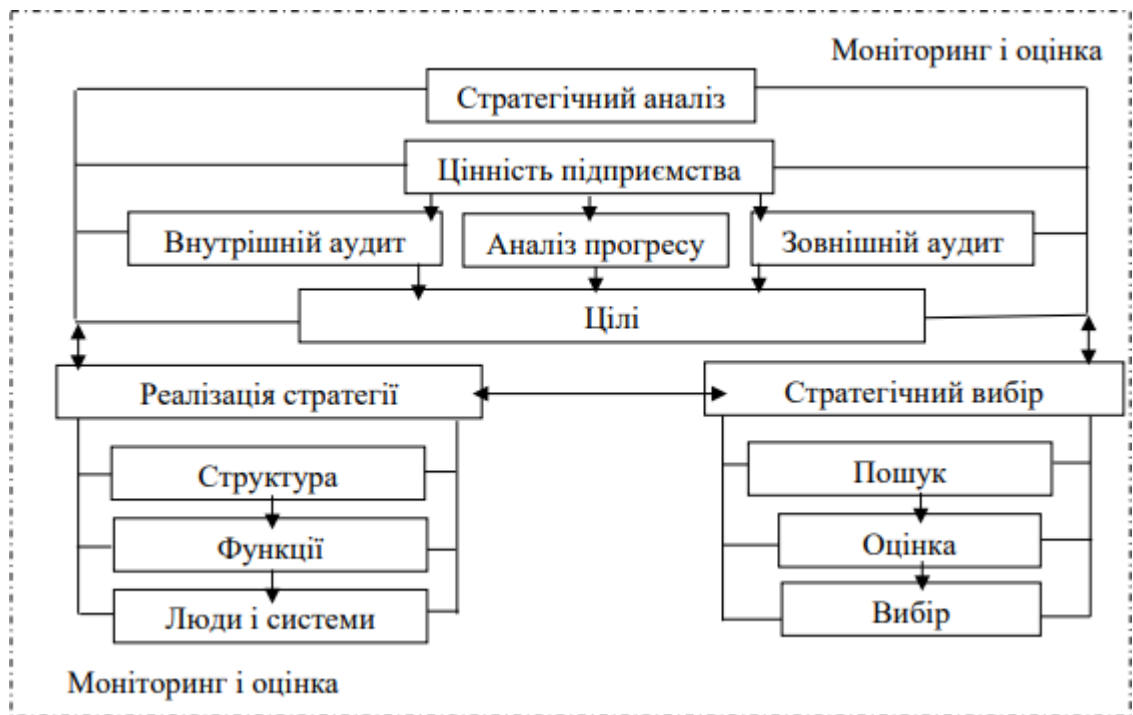 Моніторинг і оцінка
Стратегічний аналіз
Цінність підприємства
Внутрішній аудит
Аналіз прогресу
Зовнішній аудит
Цілі
Реалізація стратегії
Стратегічний вибір
Структура
Пошук
Функції
Оцінка
Люди і системи
Вибір
Моніторинг і оцінка